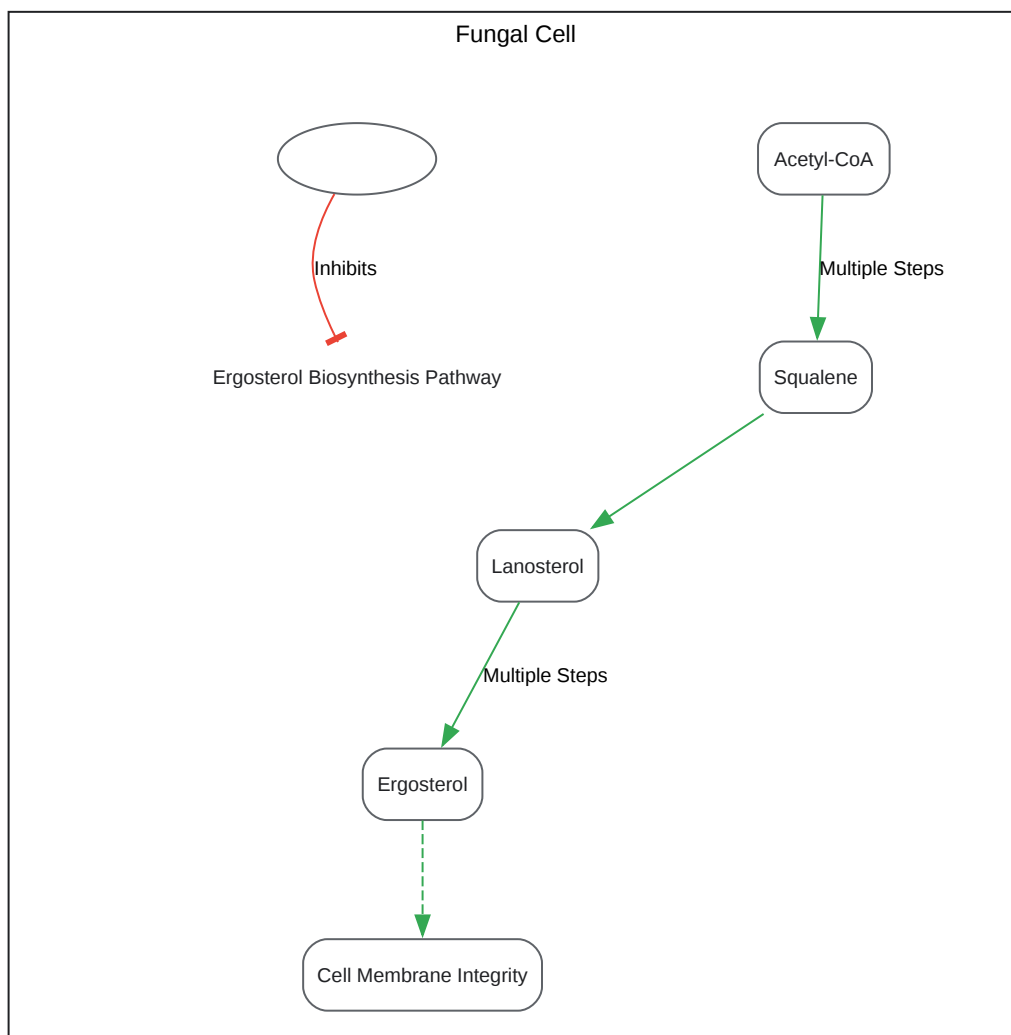 Fungal Cell
Acetyl-CoA
Inhibits
Multiple Steps
Ergosterol Biosynthesis Pathway
Squalene
Lanosterol
Multiple Steps
Ergosterol
Cell Membrane Integrity